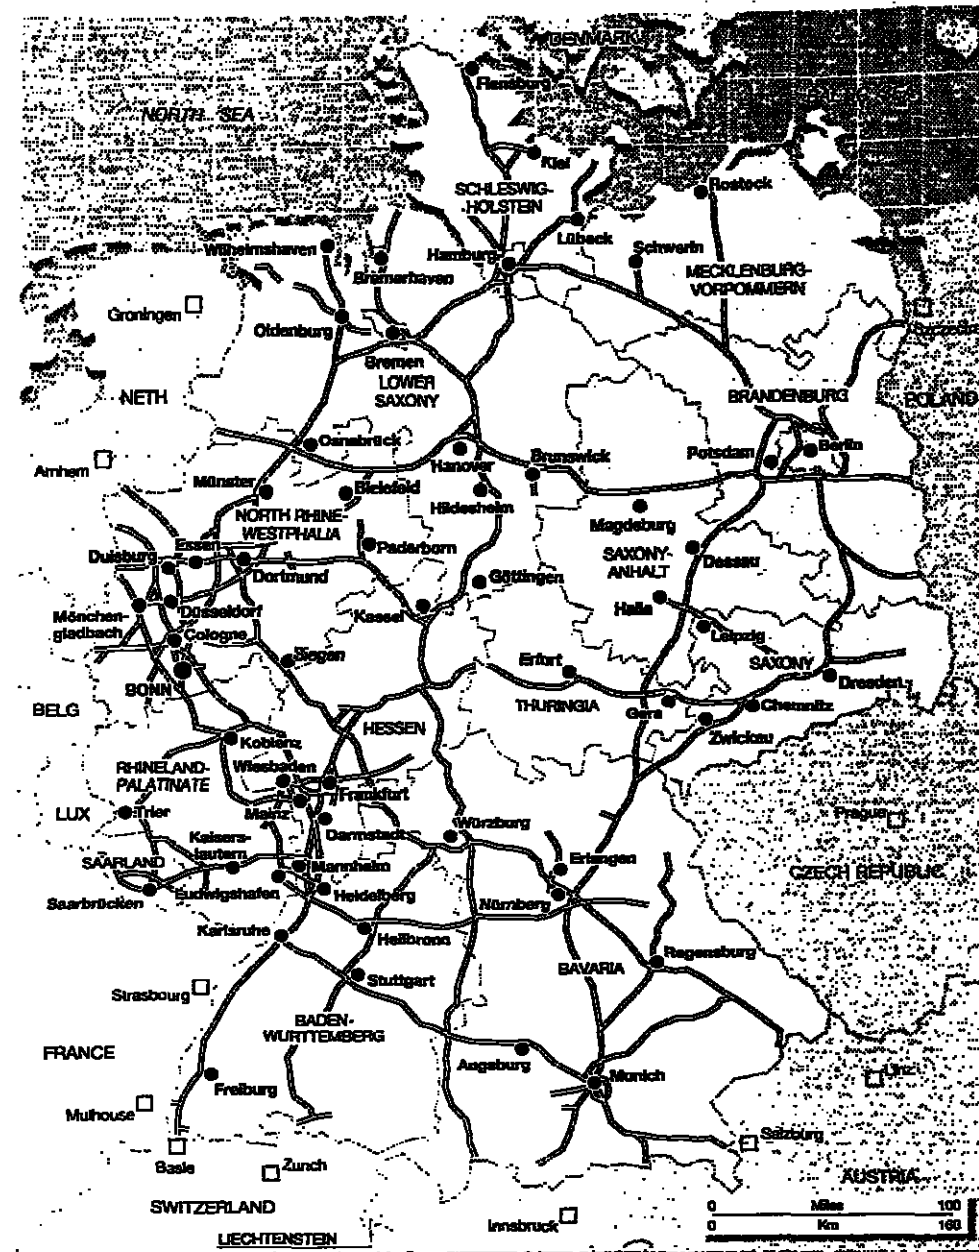 DENMARK
Flensburg
NORTH SEA
Kiel
SCHLESWIG-
HOLSTEIN
Rostock
Lübeck
Wilhelmshaven
Hamburg
Schwerin
Bremerhaven
MECKLENBURG-
VORPOMMERN
Groningen
Oldenburg
Bremen
LOWER
SAXONY
NETH
BRANDENBURG
POLAND
Osnabrück
Arnhem
Hanover
Brunswick
Potsdam
Berlin
Münster
Bielefeld
Hildesheim
NORTH RHINE-
WESTPHALIA
Magdeburg
Essen
Paderborn
SAXONY-
ANHALT
Duisburg
Dortmund
Dessau
Göttingen
Mönchen-
gladbach
Düsseldorf
Kassel
Halle
Cologne
Leipzig
Siegen
Erfurt
SAXONY
BONN
Dresden
BELG
THURINGIA
Gera
Chemnitz
HESSEN
Zwickau
Koblenz
RHINELAND-
PALATINATE
Wiesbaden
Frankfurt
LUX
Trier
Mainz
Prague
Darmstadt
Würzburg
Kaisers-
lautern
SAARLAND
Mannheim
Erlangen
CZECH REPUBLIC
Saarbrücken
Ludwigshafen
Heidelberg
Nürnberg
Karlsruhe
Heilbronn
Regensburg
BAVARIA
Strasbourg
Stuttgart
BADEN-
WURTTEMBERG
FRANCE
Augsburg
Munich
Linz
Freiburg
Mulhouse
Basle
Zurich
Salzburg
AUSTRIA
SWITZERLAND
Innsbruck
LIECHTENSTEIN
0 Miles 100
0 Km 160